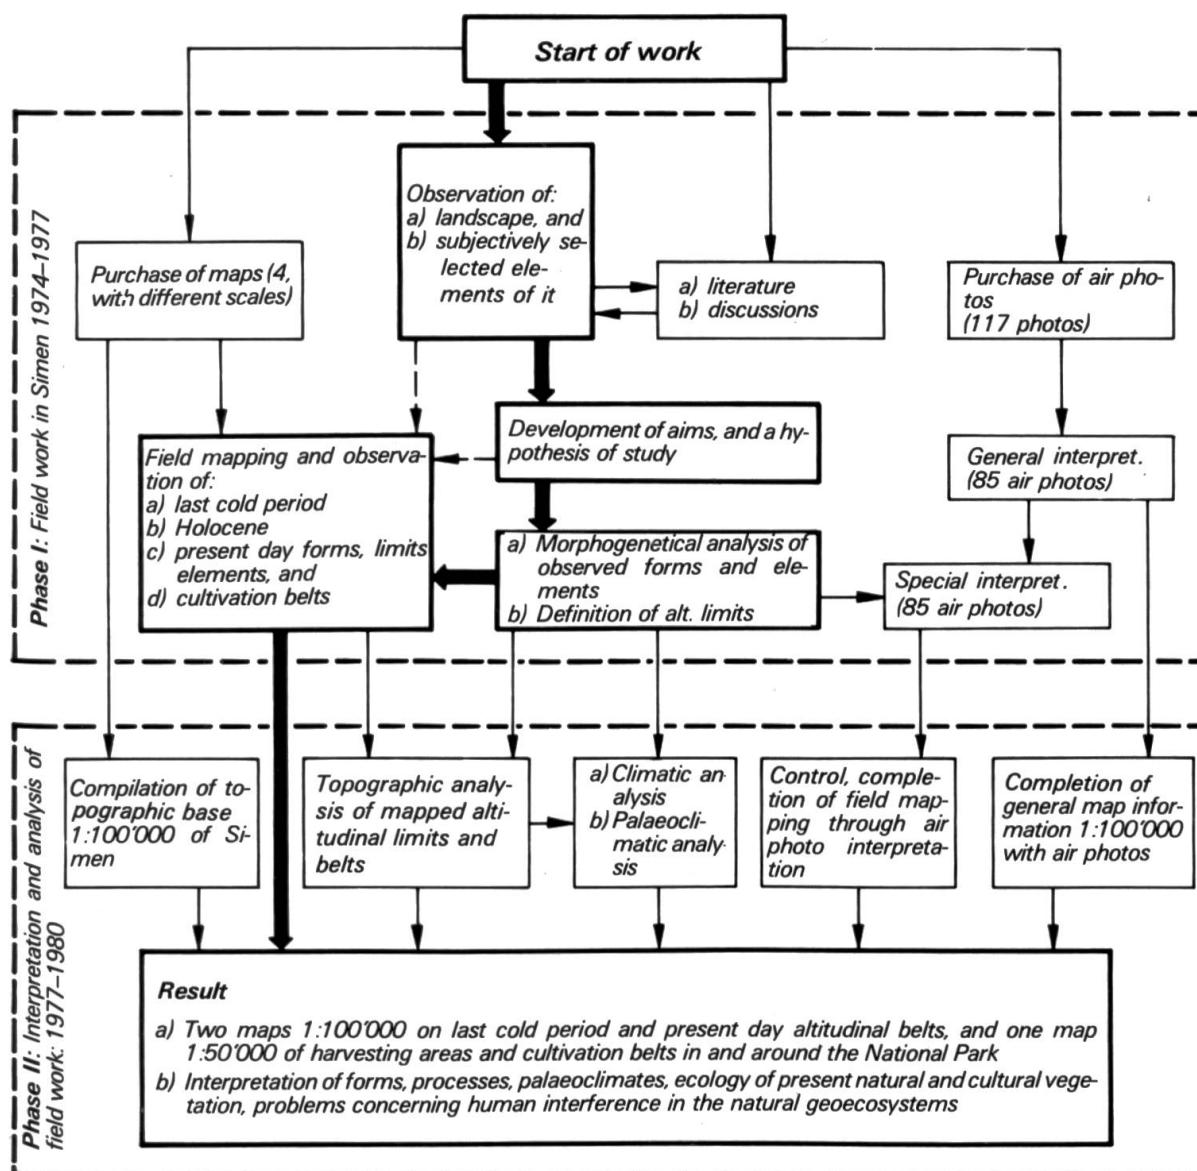 Start of work
Phase I: Field work in Simen 1974–1977
Observation of:
a) landscape, and
b) subjectively se-
lected ele-
ments of it
Purchase of maps (4,
with different scales)
a) literature
b) discussions
Purchase of air pho-
tos
(117 photos)
Development of aims, and a hy-
pothesis of study
Field mapping and observa-
tion of:
a) last cold period
b) Holocene
c) present day forms, limits
elements, and
d) cultivation belts
General interpret.
(85 air photos)
a) Morphogenetical analysis of
observed forms and ele-
ments
b) Definition of alt. limits
Special interpret.
(85 air photos)
Phase II: Interpretation and analysis of
field work: 1977–1980
Compilation of to-
pographic base
1:100'000 of Si-
men
Topographic analy-
sis of mapped alti-
tudinal limits and
belts
a) Climatic an-
alysis
b) Palaeocli-
matic analy-
sis
Control, comple-
tion of field map-
ping through air
photo interpreta-
tion
Completion of
general map infor-
mation 1:100'000
with air photos
Result
a) Two maps 1:100'000 on last cold period and present day altitudinal belts, and one map
1:50'000 of harvesting areas and cultivation belts in and around the National Park
b) Interpretation of forms, processes, palaeoclimates, ecology of present natural and cultural vege-
tation, problems concerning human interference in the natural geoecosystems